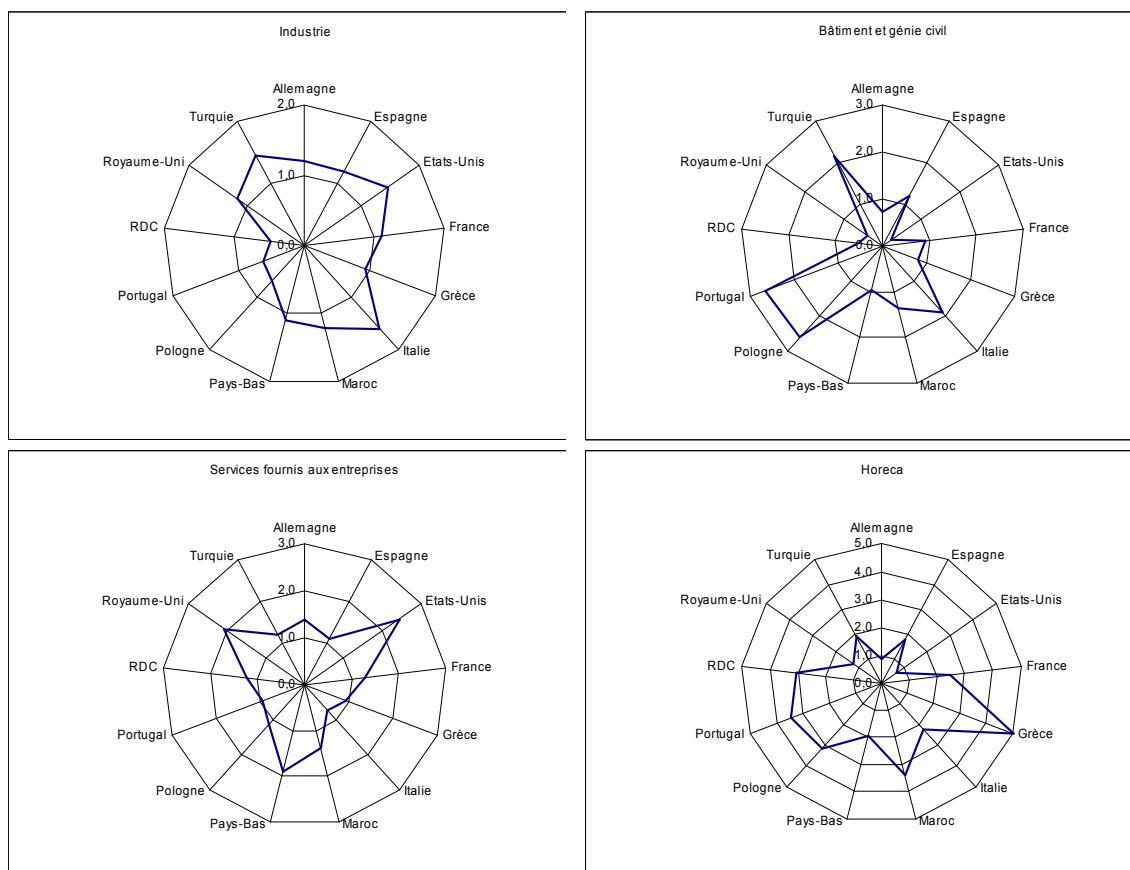 Industrie
Allemagne
2,0
Turquie
Espagne
Royaume-Uni
Etats-Unis
1,0
RDC
France
0,0
Portugal
Grèce
Pologne
Italie
Pays-Bas
Maroc
Bâtiment et génie civil
Allemagne
3,0
Turquie
Espagne
2,0
Royaume-Uni
Etats-Unis
1,0
RDC
France
0,0
Portugal
Grèce
Pologne
Italie
Pays-Bas
Maroc
Services fournis aux entreprises
Allemagne
3,0
Turquie
Espagne
2,0
Royaume-Uni
Etats-Unis
1,0
RDC
France
0,0
Portugal
Grèce
Pologne
Italie
Pays-Bas
Maroc
Horeca
Allemagne
5,0
Turquie
Espagne
4,0
3,0
Royaume-Uni
Etats-Unis
2,0
1,0
RDC
France
0,0
Portugal
Grèce
Pologne
Italie
Pays-Bas
Maroc